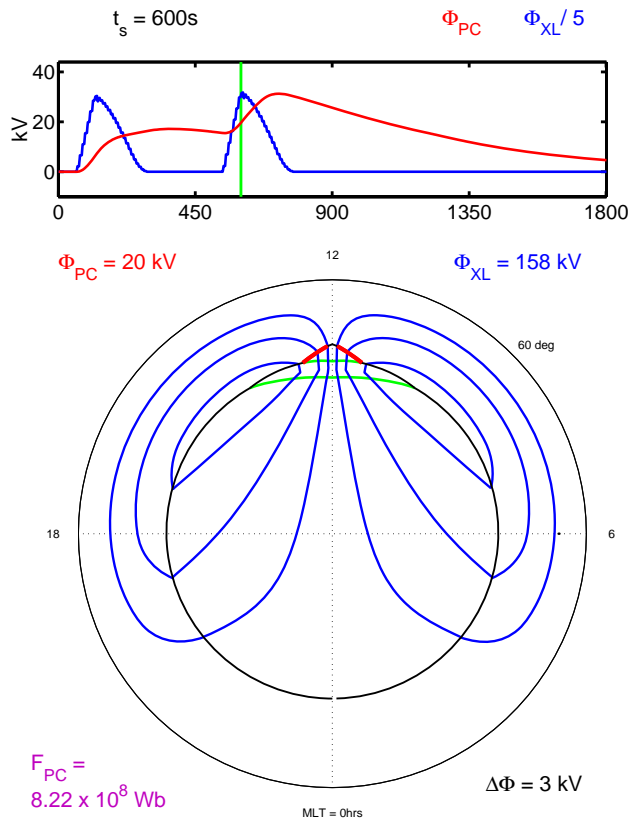 t_s = 600s
Φ_PC Φ_XL/ 5
kV
40
20
0
0 450 900 1350 1800
Φ_PC = 20 kV
12
Φ_XL = 158 kV
60 deg
18
6
F_PC =
8.22 x 10^8 Wb
ΔΦ = 3 kV
MLT = 0hrs